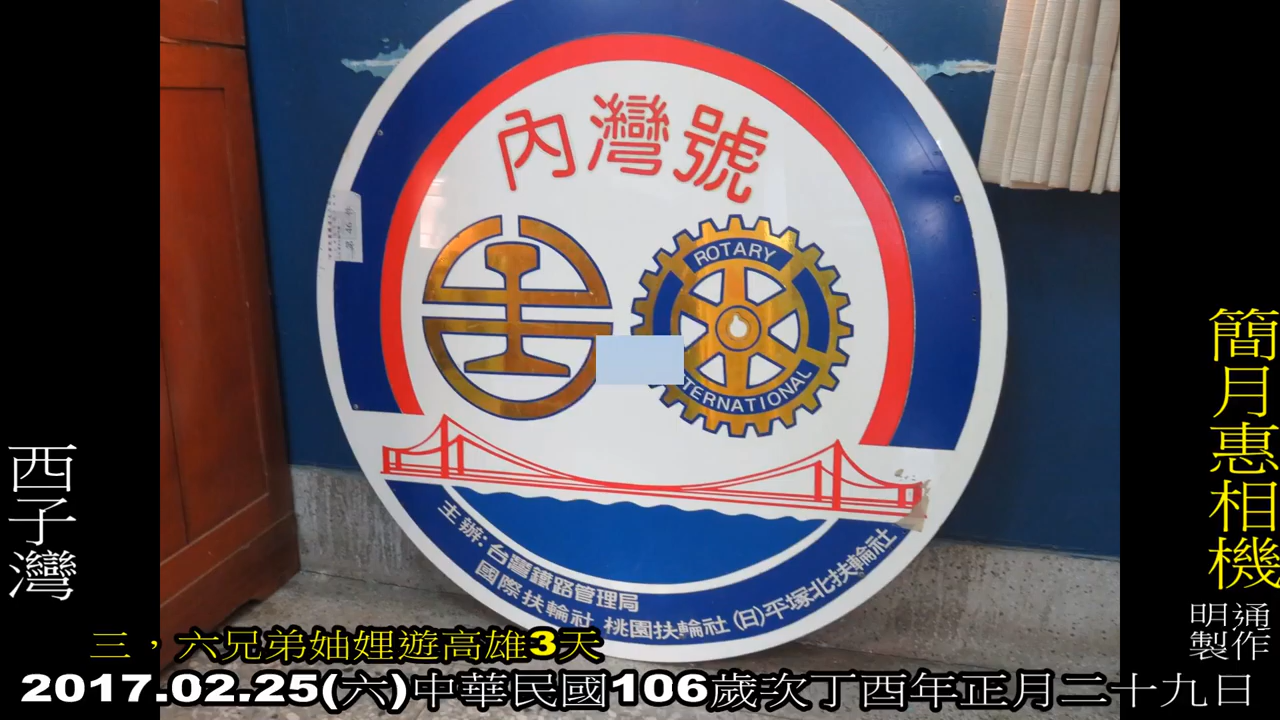 內灣號
ROTARY
TERNATIONAL
主辦:台灣鐵路管理局
國際扶輪社 桃園扶輪社 (日)平塚北扶輪社
西子灣
簡月惠相機
明通
製作
三，六兄弟妯娌遊高雄3天
2017.02.25(六)中華民國106歲次丁酉年正月二十九日